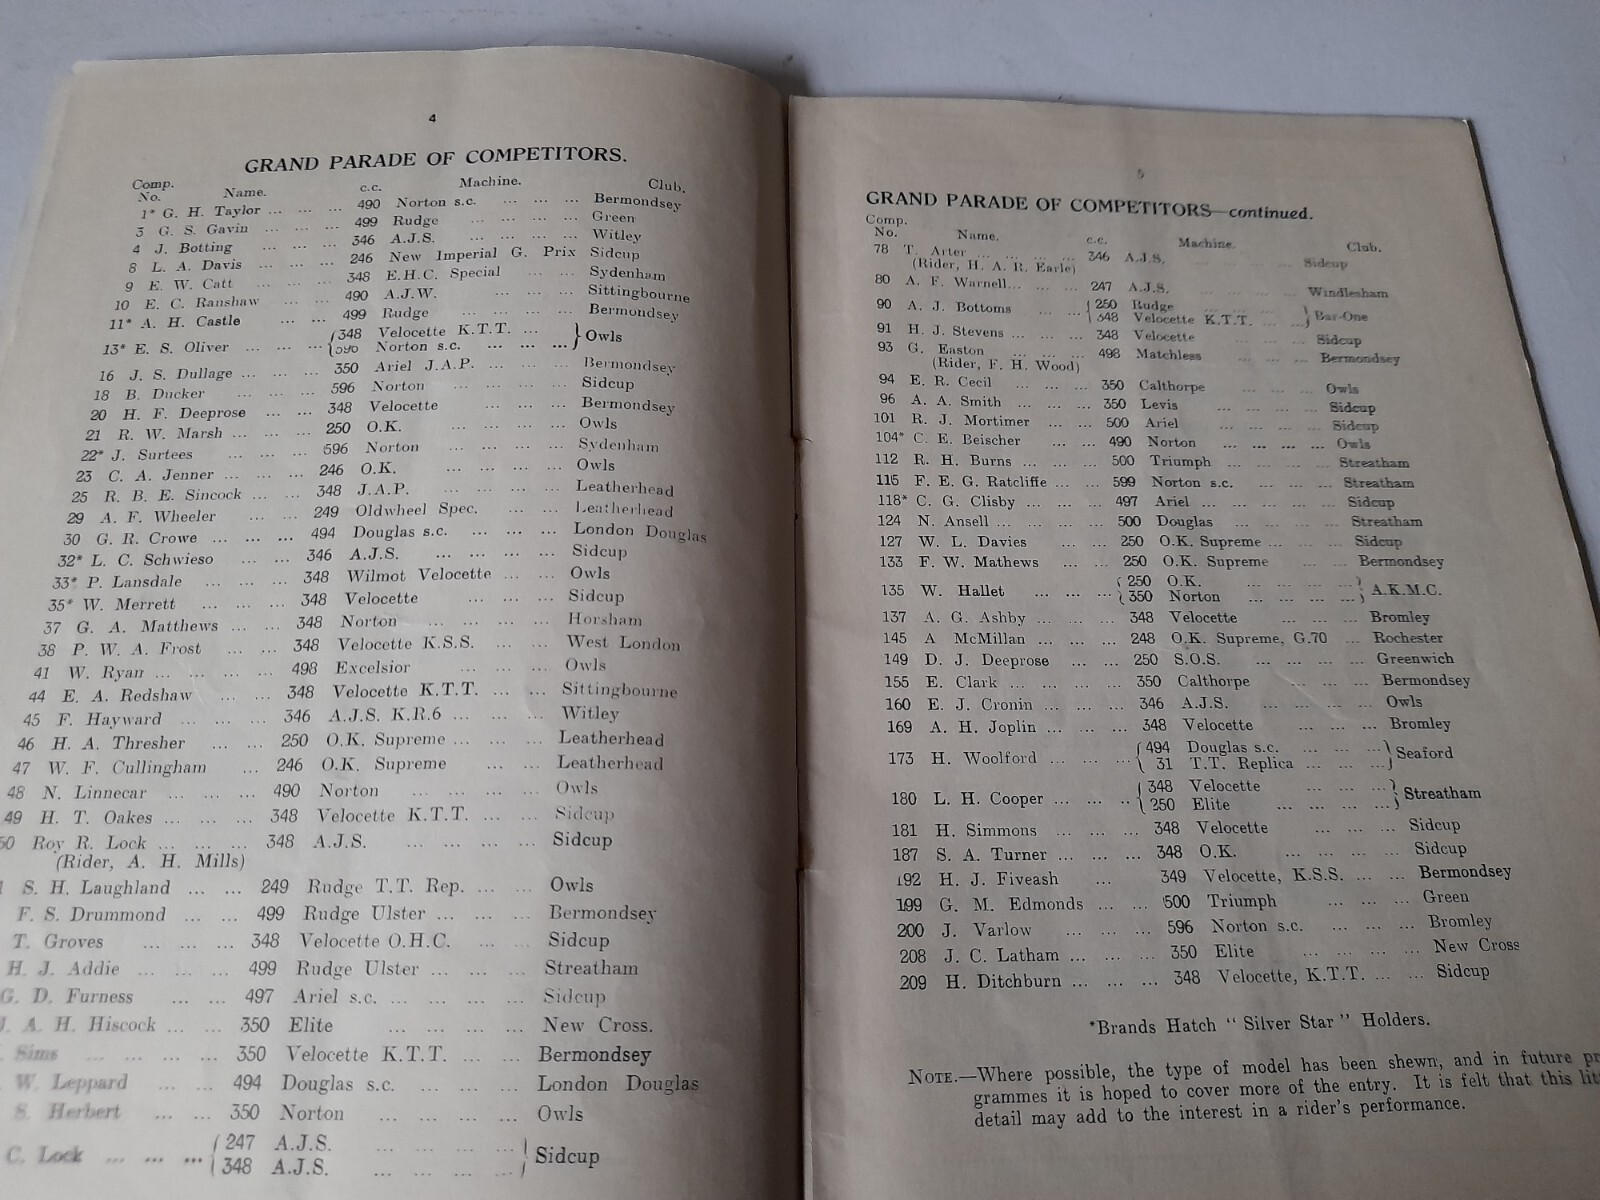 4
GRAND PARADE OF COMPETITORS.
Comp. No. Name. c.c. Machine. Club.
1* G. H. Taylor ... ... ... 490 Norton s.c. ... ... ... Bermondsey
3 G. S. Gavin ... ... ... 499 Rudge ... ... ... ... Green
4 J. Botting ... ... ... 346 A.J.S. ... ... ... ... Witley
8 L. A. Davis ... ... ... 246 New Imperial G. Prix Sidcup
9 E. W. Catt ... ... ... 348 E.H.C. Special ... ... Sydenham
10 E. C. Ranshaw ... ... 490 A.J.W. ... ... ... Sittingbourne
11* A. H. Castle ... ... 499 Rudge ... ... ... ... Bermondsey
13* E. S. Oliver ... ... ... { 348 Velocette K.T.T. ... } Owls
Norton s.c. ... ... ...
16 J. S. Dullage ... ... ... 350 Ariel J.A.P. ... ... ... Bermondsey
18 B. Ducker ... ... ... 596 Norton ... ... ... ... Sidcup
20 H. F. Deeprose ... ... 348 Velocette ... ... ... Bermondsey
21 R. W. Marsh ... ... ... 250 O.K. ... ... ... ... Owls
22* J. Surtees ... ... ... 596 Norton ... ... ... ... Sydenham
23 C. A. Jenner ... ... ... 246 O.K. ... ... ... ... Owls
25 R. B. E. Sincock ... ... 348 J.A.P. ... ... ... ... Leatherhead
29 A. F. Wheeler ... ... 249 Oldwheel Spec. ... ... Leatherhead
30 G. R. Crowe ... ... ... 494 Douglas s.c. ... ... ... London Douglas
32* L. C. Schwieso ... ... 346 A.J.S. ... ... ... ... Sidcup
33* P. Lansdale ... ... ... 348 Wilmot Velocette ... ... Owls
35* W. Merrett ... ... ... 348 Velocette ... ... ... Sidcup
37 G. A. Matthews ... ... 348 Norton ... ... ... ... Horsham
38 P. W. A. Frost ... ... 348 Velocette K.S.S. ... ... West London
41 W. Ryan ... ... ... ... 498 Excelsior ... ... ... Owls
44 E. A. Redshaw ... ... 348 Velocette K.T.T. ... ... Sittingbourne
45 F. Hayward ... ... ... 346 A.J.S. K.R.6 ... ... ... Witley
46 H. A. Thresher ... ... 250 O.K. Supreme ... ... ... Leatherhead
47 W. F. Cullingham ... 246 O.K. Supreme ... ... Leatherhead
48 N. Linnecar ... ... ... 490 Norton ... ... ... ... Owls
49 H. T. Oakes ... ... ... 348 Velocette K.T.T. ... ... Sidcup
50 Roy R. Lock ... ... ... 348 A.J.S. ... ... ... ... Sidcup
(Rider, A. H. Mills)
S. H. Laughland ... ... 249 Rudge T.T. Rep. ... ... Owls
F. S. Drummond ... ... 499 Rudge Ulster ... ... ... Bermondsey
T. Groves ... ... ... 348 Velocette O.H.C. ... ... Sidcup
H. J. Addie ... ... ... 499 Rudge Ulster ... ... ... Streatham
G. D. Furness ... ... 497 Ariel s.c. ... ... ... ... Sidcup
J. A. H. Hiscock ... ... 350 Elite ... ... ... ... New Cross.
Sims ... ... ... ... 350 Velocette K.T.T. ... ... Bermondsey
W. Leppard ... ... 494 Douglas s.c. ... ... ... London Douglas
S. Herbert ... ... 350 Norton ... ... ... ... Owls
C. Lock ... ... ... { 247 A.J.S. ... ... ... ... } Sidcup
348 A.J.S. ... ... ... ...
5
GRAND PARADE OF COMPETITORS—continued.
Comp. No. Name. c.c. Machine. Club.
78 T. Arter ... ... ... ... 346 A.J.S. ... ... ... ... Sidcup
(Rider, H. A. R. Earle)
80 A. F. Warnell... ... ... 247 A.J.S. ... ... ... ... Windlesham
90 A. J. Bottoms ... ... { 250 Rudge ... ... ... ... } Bar-One
348 Velocette K.T.T. ... ...
91 H. J. Stevens ... ... ... 348 Velocette ... ... ... Sidcup
93 G. Easton ... ... ... 498 Matchless ... ... ... Bermondsey
(Rider, F. H. Wood)
94 E. R. Cecil ... ... ... 350 Calthorpe ... ... ... Owls
96 A. A. Smith ... ... ... 350 Levis ... ... ... ... Sidcup
101 R. J. Mortimer ... ... 500 Ariel ... ... ... ... Sidcup
104* C. E. Beischer ... ... 490 Norton ... ... ... ... Owls
112 R. H. Burns ... ... ... 500 Triumph ... ... ... ... Streatham
115 F. E. G. Ratcliffe ... ... 599 Norton s.c. ... ... ... Streatham
118* C. G. Clisby ... ... ... 497 Ariel ... ... ... ... Sidcup
124 N. Ansell ... ... ... ... 500 Douglas ... ... ... ... Streatham
127 W. L. Davies ... ... 250 O.K. Supreme ... ... ... Sidcup
133 F. W. Mathews ... ... 250 O.K. Supreme ... ... Bermondsey
135 W. Hallet ... ... ... { 250 O.K. ... ... ... ... } A.K.M.C.
350 Norton ... ... ... ...
137 A. G. Ashby ... ... ... 348 Velocette ... ... ... Bromley
145 A McMillan ... ... ... 248 O.K. Supreme, G.70 ... Rochester
149 D. J. Deeprose ... ... 250 S.O.S. ... ... ... ... Greenwich
155 E. Clark ... ... ... ... 350 Calthorpe ... ... ... Bermondsey
160 E. J. Cronin ... ... ... 346 A.J.S. ... ... ... ... Owls
169 A. H. Joplin ... ... ... 348 Velocette ... ... ... Bromley
173 H. Woolford ... ... ... { 494 Douglas s.c. ... ... ... } Seaford
31 T.T. Replica ... ... ...
180 L. H. Cooper ... ... .. { 348 Velocette ... ... ... } Streatham
250 Elite ... ... ... ...
181 H. Simmons ... ... ... 348 Velocette ... ... ... Sidcup
187 S. A. Turner ... ... ... 348 O.K. ... ... ... ... Sidcup
192 H. J. Fiveash ... 349 Velocette, K.S.S. ... ... Bermondsey
199 G. M. Edmonds ... ... 500 Triumph ... ... ... Green
200 J. Varlow ... ... ... 596 Norton s.c. ... ... ... Bromley
208 J. C. Latham ... ... ... 350 Elite ... ... ... ... New Cross
209 H. Ditchburn ... ... ... 348 Velocette, K.T.T. ... ... Sidcup
*Brands Hatch “ Silver Star ” Holders.
NOTE.—Where possible, the type of model has been shewn, and in future pr
grammes it is hoped to cover more of the entry. It is felt that this lit
detail may add to the interest in a rider's performance.